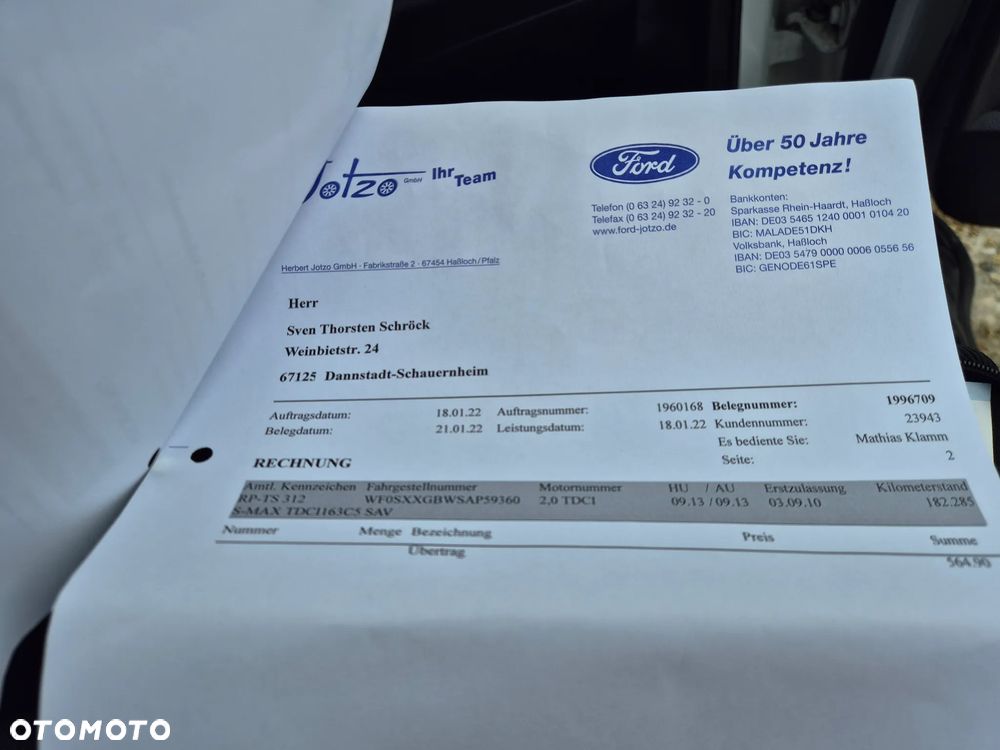 Jotzo GmbH Ihr Team
Ford
Über 50 Jahre
Kompetenz!
Telefon (0 63 24) 92 32 - 0
Telefax (0 63 24) 92 32 - 20
www.ford-jotzo.de
Bankkonten:
Sparkasse Rhein-Haardt, Haßloch
IBAN: DE03 5465 1240 0001 0104 20
BIC: MALADE51DKH
Volksbank, Haßloch
IBAN: DE03 5479 0000 0006 0556 56
BIC: GENODE61SPE
Herbert Jotzo GmbH - Fabrikstraße 2 - 67454 Haßloch/Pfalz
Herr
Sven Thorsten Schröck
Weinbietstr. 24
67125 Dannstadt-Schauernheim
Auftragsdatum: 18.01.22 Auftragsnummer: 1960168 Belegnummer: 1996709
Belegdatum: 21.01.22 Leistungsdatum: 18.01.22 Kundennummer: 23943
Es bediente Sie: Mathias Klamm
Seite: 2
RECHNUNG
Amtl. Kennzeichen Fahrgestellnummer Motornummer HU / AU Erstzulassung Kilometerstand
RP-TS 312 WF0SXXGBWSAP59360 2,0 TDCI 09.13 / 09.13 03.09.10 182.285
S-MAX TDCI163C5 SAV
Nummer Menge Bezeichnung Preis Summe
Übertrag 564.90
OTOMOTO